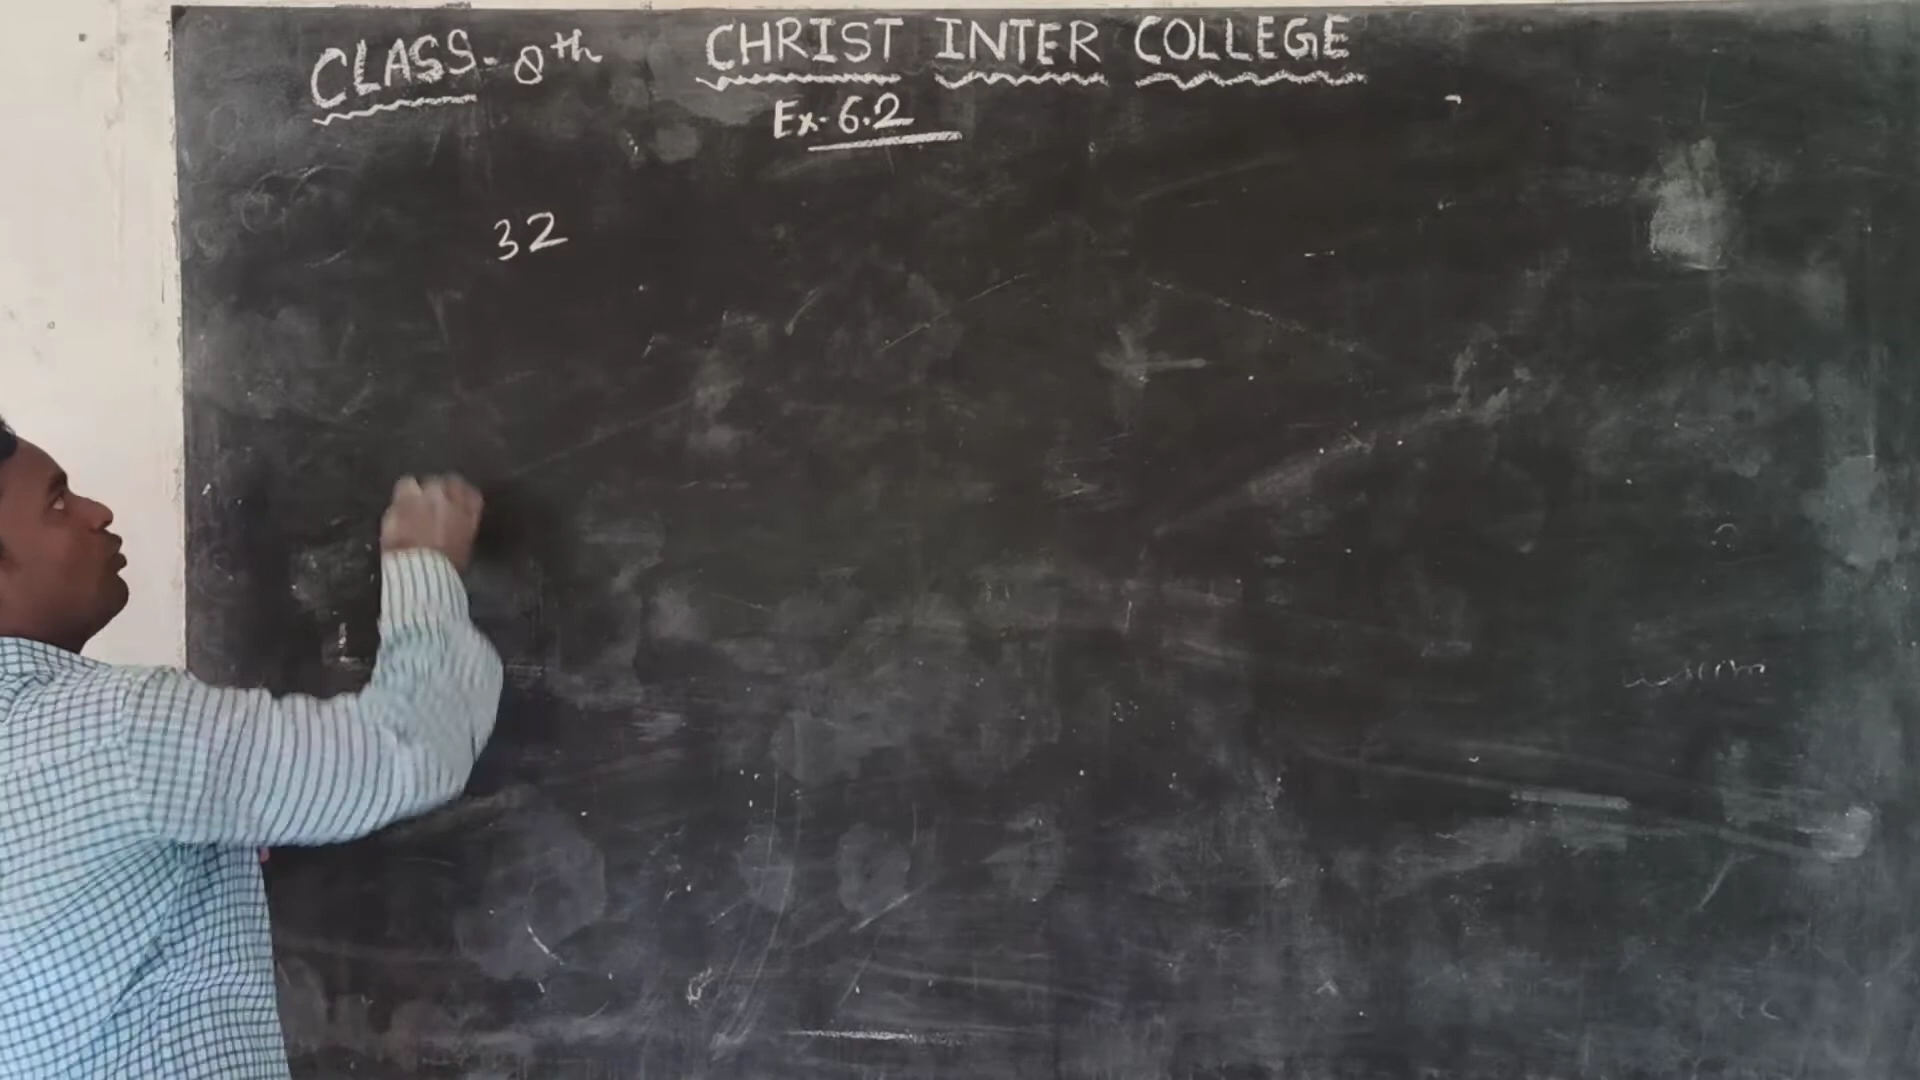 CLASS- 8th CHRIST INTER COLLEGE
Ex- 6.2
32